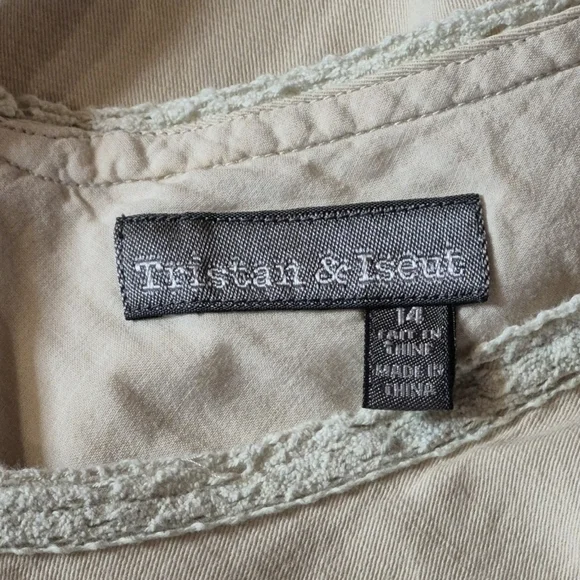 Tristan & Iseut
14
FAIT EN
CHINE
MADE IN
CHINA